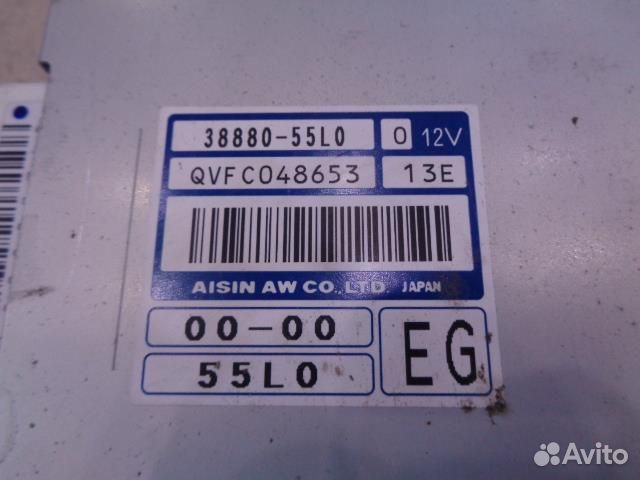 38880-55L0 0 12V
QVFC048653 13E
AISIN AW CO., LTD. JAPAN
00-00
55L0
EG
Avito